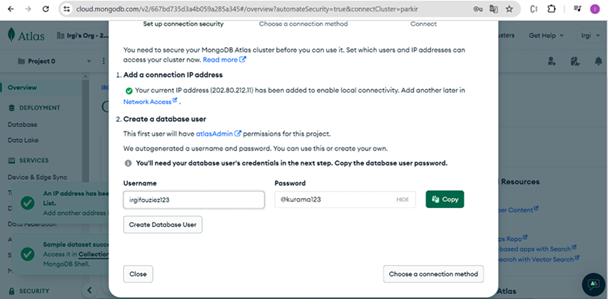 cloud.mongodb.com/v2/667bd735d3a4b059a285a3454#/overview?automateSecurity=true&connectCluster=parkir
Atlas
Irgi's Org - 2...
Get Help
Irgi
Project 0
Set up connection security
Choose a connection method
Connect
You need to secure your MongoDB Atlas cluster before you can use it. Set which users and IP addresses can
access your cluster now. Read more
1. Add a connection IP address
Your current IP address (202.80.212.11) has been added to enable local connectivity. Add another later in
Network Access.
2. Create a database user
This first user will have atlasAdmin permissions for this project.
We autogenerated a username and password. You can use this or create your own.
You'll need your database user's credentials in the next step. Copy the database user password.
Username
Password
irgifouziez123
@kurama123
HIDE
Copy
Create Database User
Close
Choose a connection method
Overview
DEPLOYMENT
Database
Data Lake
SERVICES
Device & Edge Sync
An IP address has bee
List.
Add another address i
Sample dataset succe
Access it in Collection
MongoDB Shell.
SECURITY
Resources
Atlas